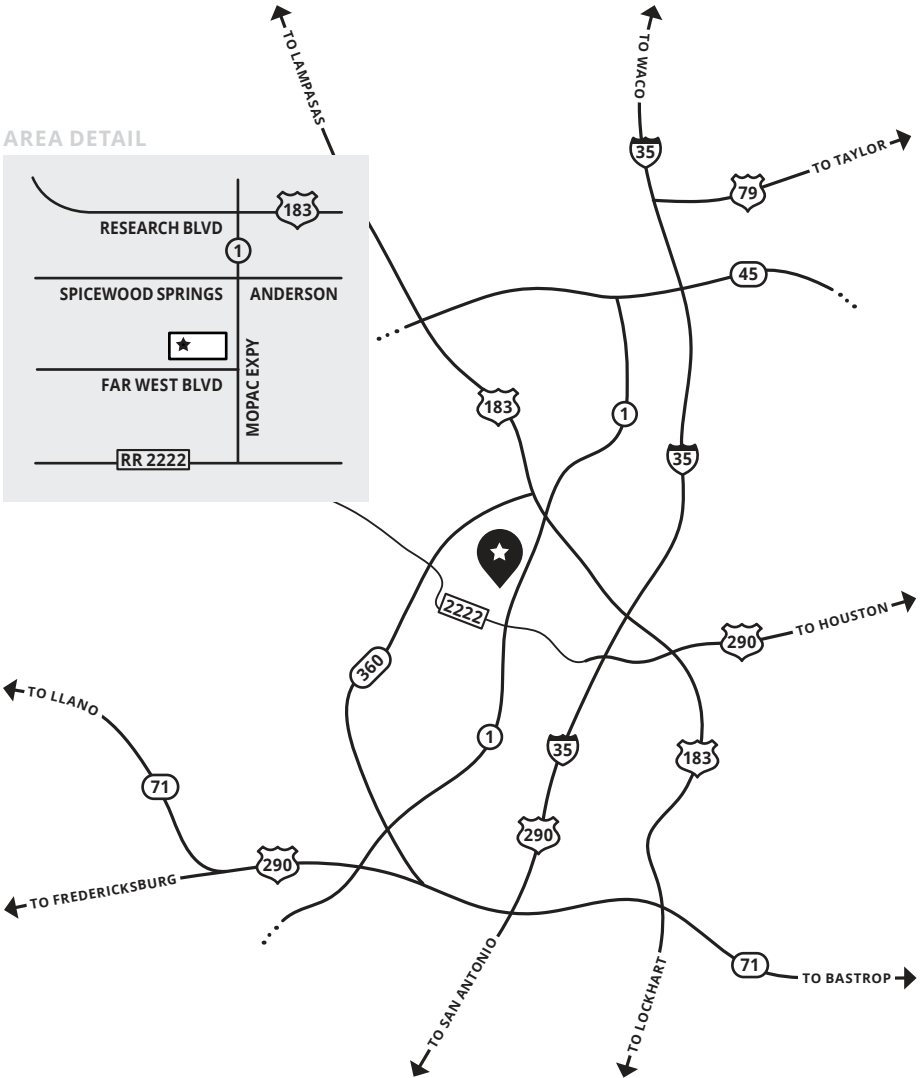 TO LAMPASAS
TO WACO
AREA DETAIL
35
TO TAYLOR
79
183
RESEARCH BLVD
1
45
SPICEWOOD SPRINGS
ANDERSON
MOPAC EXPY
FAR WEST BLVD
183
1
RR 2222
35
2222
TO HOUSTON
290
360
TO LLANO
1
35
183
71
290
290
TO FREDERICKSBURG
TO SAN ANTONIO
TO LOCKHART
71
TO BASTROP